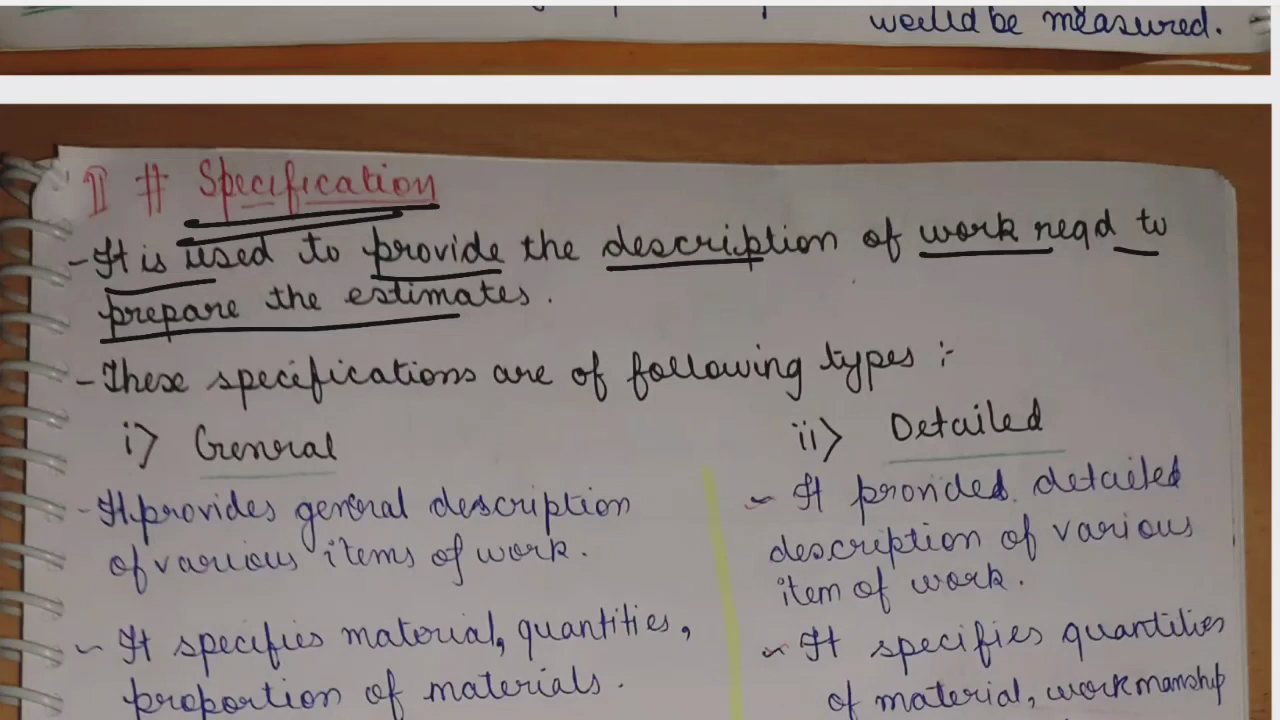 would be measured.
II # Specification
- It is used to provide the description of work reqd to
prepare the estimates.
- These specifications are of following types :-
i) General
- It provides general description
of various items of work.
- It specifies material, quantities,
proportion of materials.
ii) Detailed
- It provided detailed
description of various
item of work.
- It specifies quantities
of material, workmanship